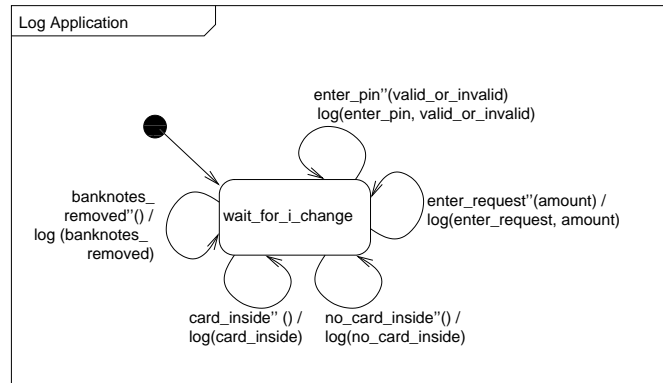 Log Application
enter_pin’’(valid_or_invalid)
log(enter_pin, valid_or_invalid)
banknotes_
removed’’() /
log (banknotes_
removed)
wait_for_i_change
enter_request’’(amount) /
log(enter_request, amount)
card_inside’’ () /
log(card_inside)
no_card_inside’’() /
log(no_card_inside)